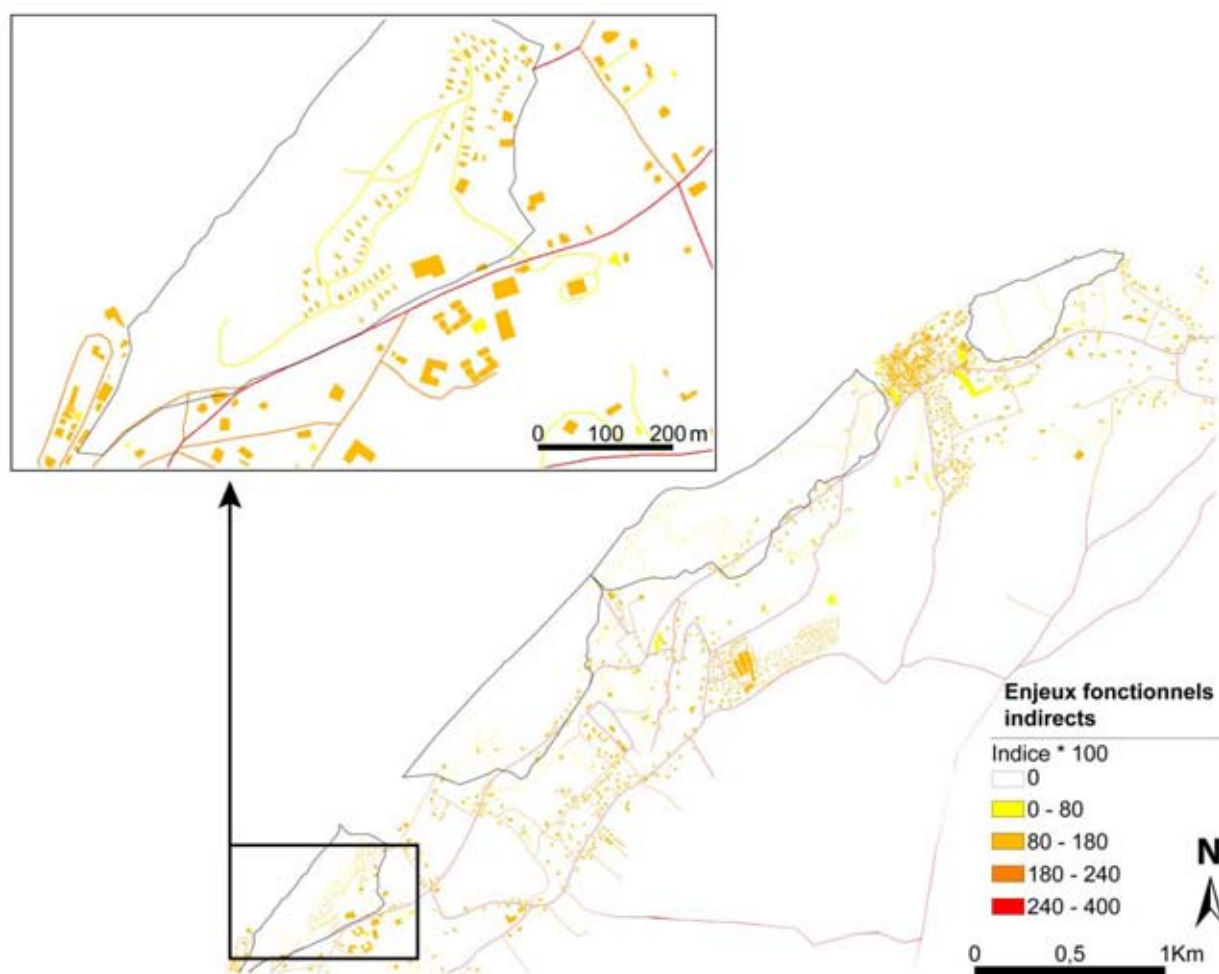 0 100 200 m
Enjeux fonctionnels
indirects
Indice * 100
0
0 - 80
80 - 180
180 - 240
240 - 400
N
0 0,5 1Km